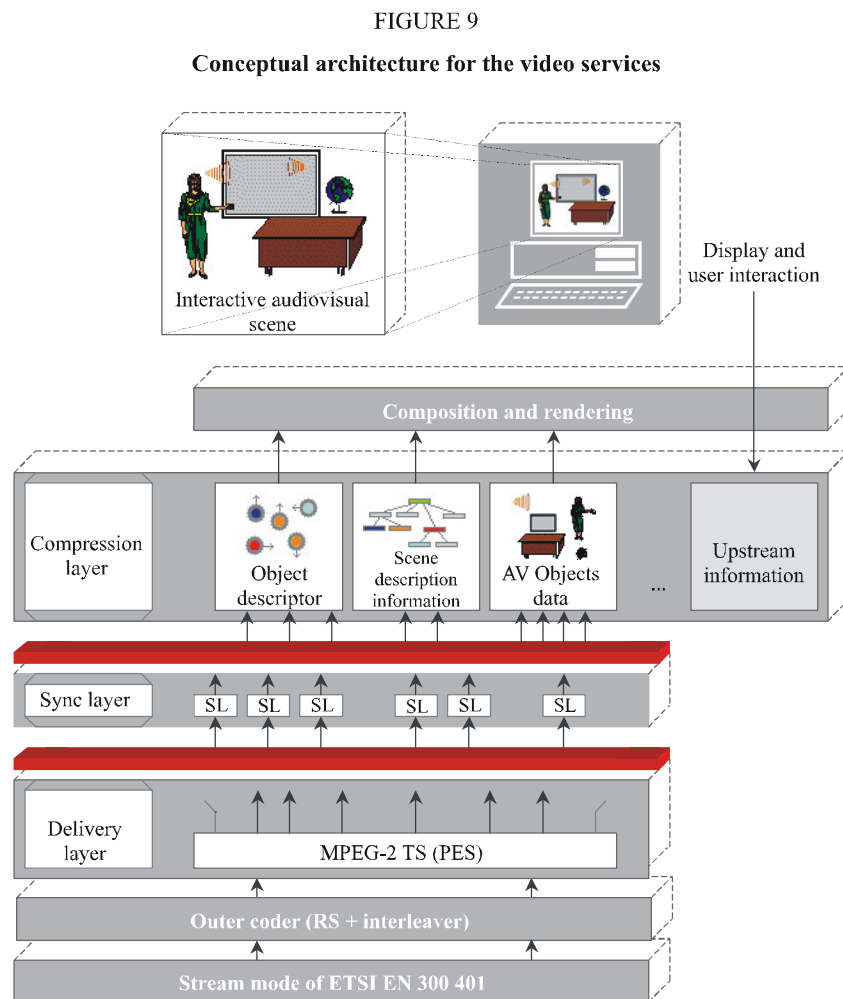 FIGURE 9
Conceptual architecture for the video services
Interactive audiovisual
scene
Display and
user interaction
Composition and rendering
Compression
layer
Object
descriptor
Scene
description
information
AV Objects
data
...
Upstream
information
Sync layer
SL
SL
SL
SL
SL
SL
Delivery
layer
MPEG-2 TS (PES)
Outer coder (RS + interleaver)
Stream mode of ETSI EN 300 401